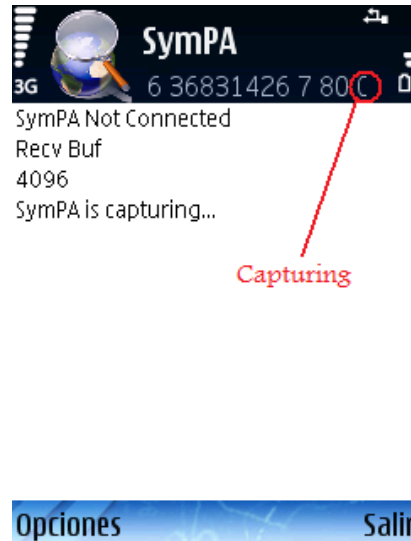 SymPA
3G
6 36831426 7 80 C
SymPA Not Connected
Recv Buf
4096
SymPA is capturing...
Capturing
Opciones
Salir